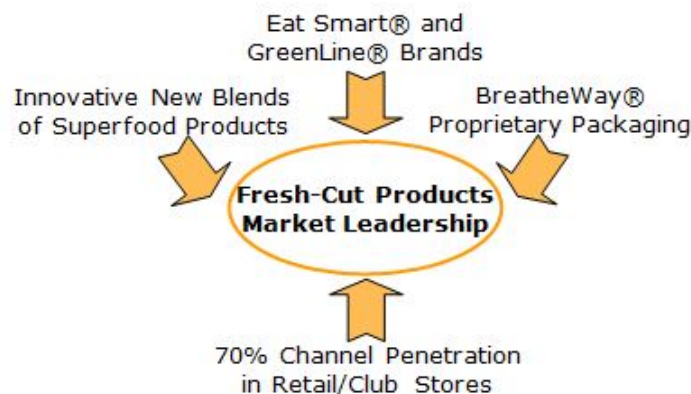 Eat Smart® and
GreenLine® Brands
Innovative New Blends
of Superfood Products
BreatheWay®
Proprietary Packaging
Fresh-Cut Products
Market Leadership
70% Channel Penetration
in Retail/Club Stores